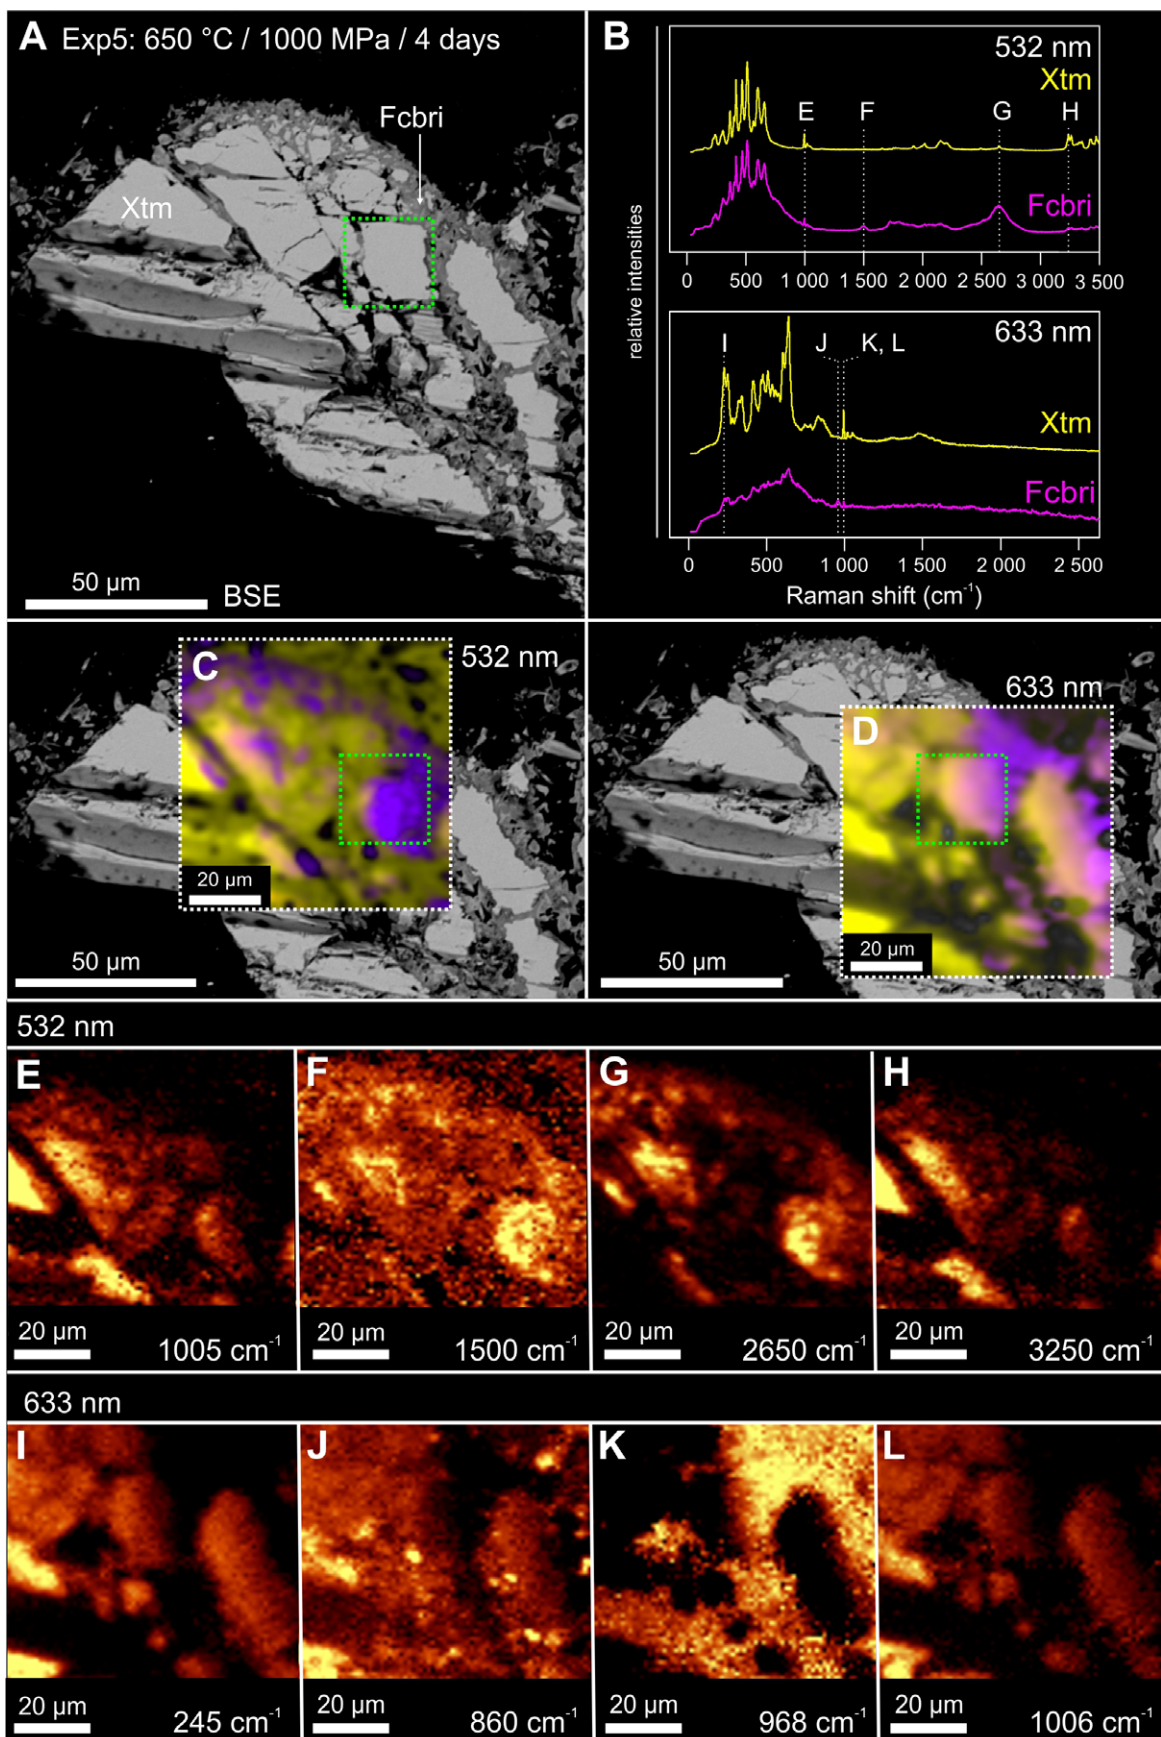 A Exp5: 650 °C / 1000 MPa / 4 days
Fcbri
Xtm
50 µm
BSE
B
532 nm
Xtm
E F G H
Fcbri
0 500 1 000 1 500 2 000 2 500 3 000 3 500
relative intensities
633 nm
I J K, L
Xtm
Fcbri
0 500 1 000 1 500 2 000 2 500
Raman shift (cm⁻¹)
C
532 nm
20 µm
50 µm
633 nm
D
20 µm
50 µm
532 nm
E F G H
20 µm 1005 cm⁻¹
20 µm 1500 cm⁻¹
20 µm 2650 cm⁻¹
20 µm 3250 cm⁻¹
633 nm
I J K L
20 µm 245 cm⁻¹
20 µm 860 cm⁻¹
20 µm 968 cm⁻¹
20 µm 1006 cm⁻¹